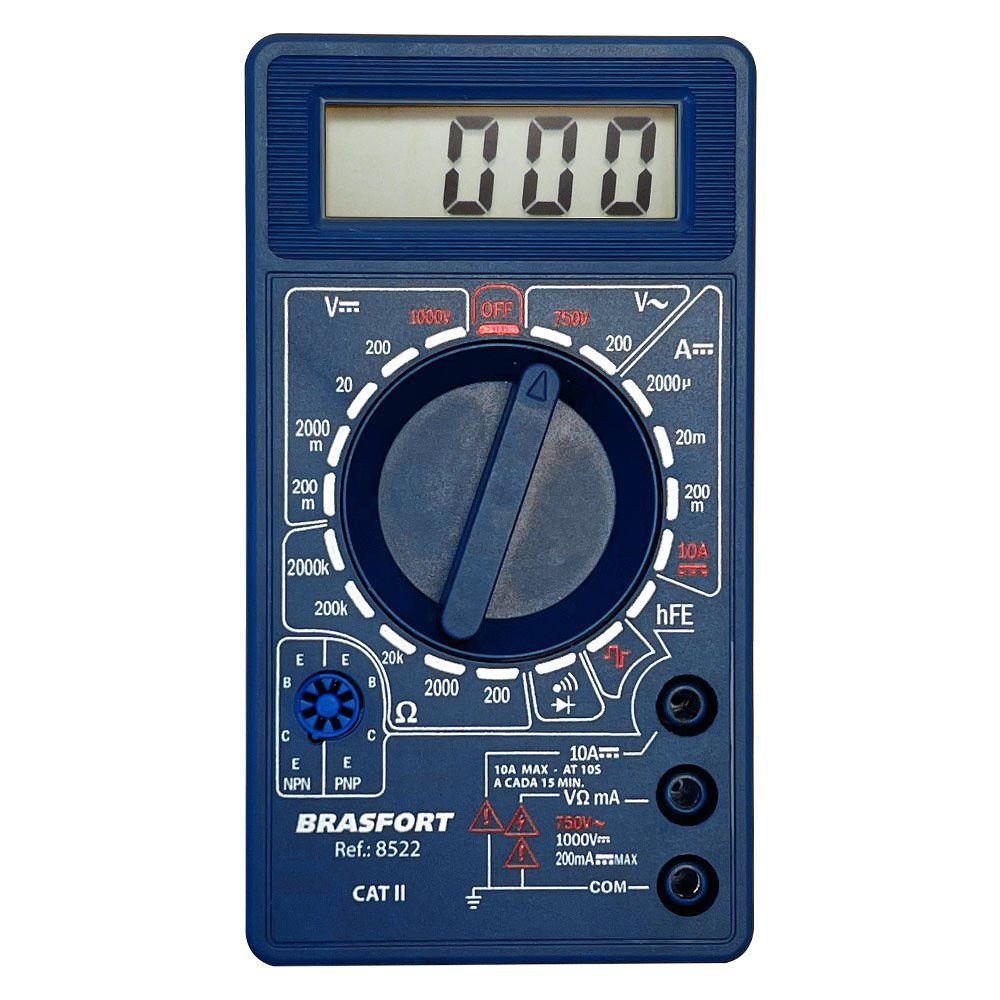 000
V⎓
1000V
OFF
750V
V~
200
200
A⎓
20
2000µ
2000
m
20m
200
m
200
m
2000k
10A
200k
hFE
20k
2000
200
Ω
E E
B B
C C
E E
NPN PNP
10A⎓
10A MAX - AT 10S
A CADA 15 MIN.
VΩ mA
BRASFORT
750V~
Ref.: 8522
1000V⎓
200mA⎓MAX
CAT II
COM